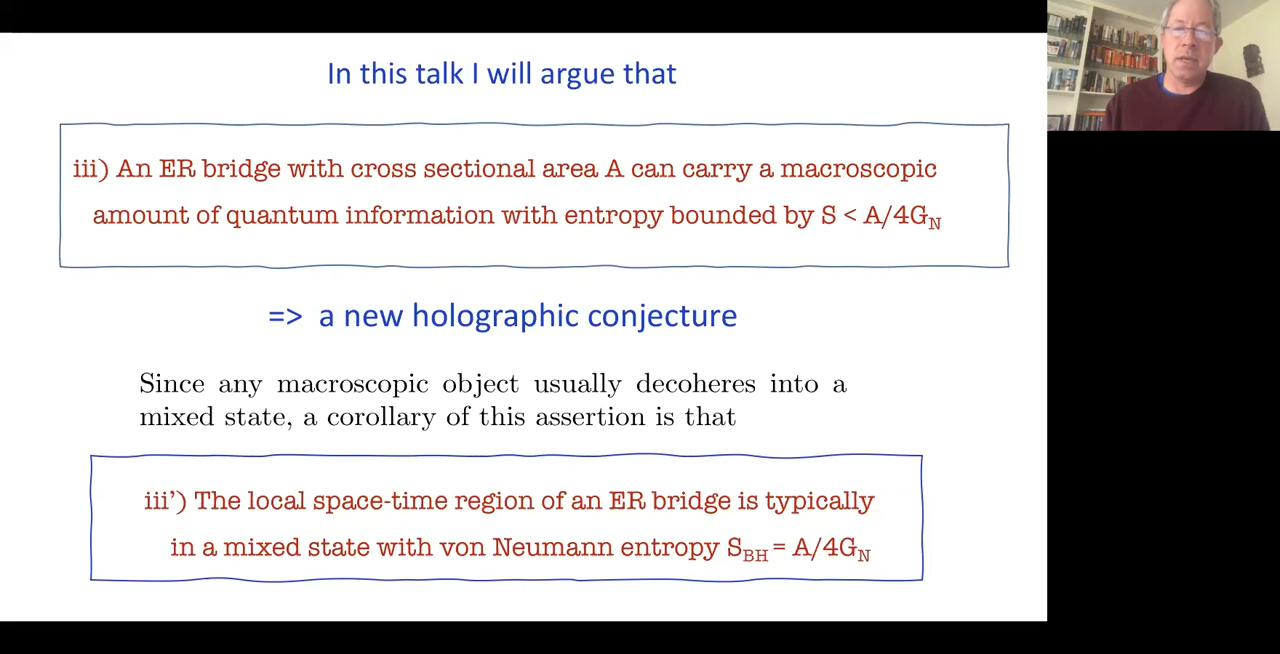 In this talk I will argue that
iii) An ER bridge with cross sectional area A can carry a macroscopic
amount of quantum information with entropy bounded by S < A/4G_N
=> a new holographic conjecture
Since any macroscopic object usually decoheres into a
mixed state, a corollary of this assertion is that
iii’) The local space-time region of an ER bridge is typically
in a mixed state with von Neumann entropy S_BH = A/4G_N